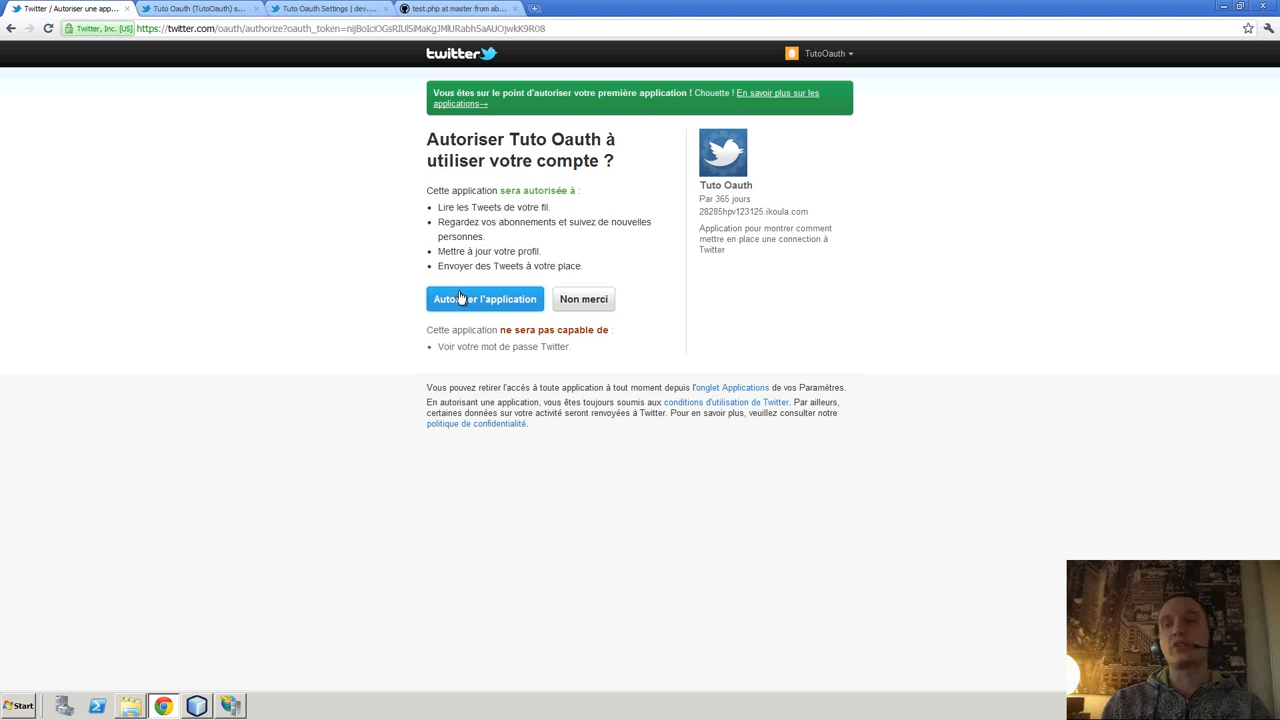 Twitter / Autoriser une app...
Tuto Oauth (TutoOauth) s...
Tuto Oauth Settings | dev....
test.php at master from ab...
Twitter, Inc. [US]
twitter
TutoOauth
Vous êtes sur le point d'autoriser votre première application ! Chouette ! En savoir plus sur les
applications→
Autoriser Tuto Oauth à
utiliser votre compte ?
Cette application sera autorisée à :
• Lire les Tweets de votre fil.
• Regardez vos abonnements et suivez de nouvelles
personnes.
• Mettre à jour votre profil.
• Envoyer des Tweets à votre place.
l'application
Non merci
Cette application ne sera pas capable de :
• Voir votre mot de passe Twitter.
Tuto Oauth
Par 365 jours
28285hpv123125.ikoula.com
Application pour montrer comment
mettre en place une connection à
Twitter
Vous pouvez retirer l'accès à toute application à tout moment depuis l'onglet Applications de vos Paramètres.
En autorisant une application, vous êtes toujours soumis aux conditions d'utilisation de Twitter. Par ailleurs,
certaines données sur votre activité seront renvoyées à Twitter. Pour en savoir plus, veuillez consulter notre
politique de confidentialité.
Start